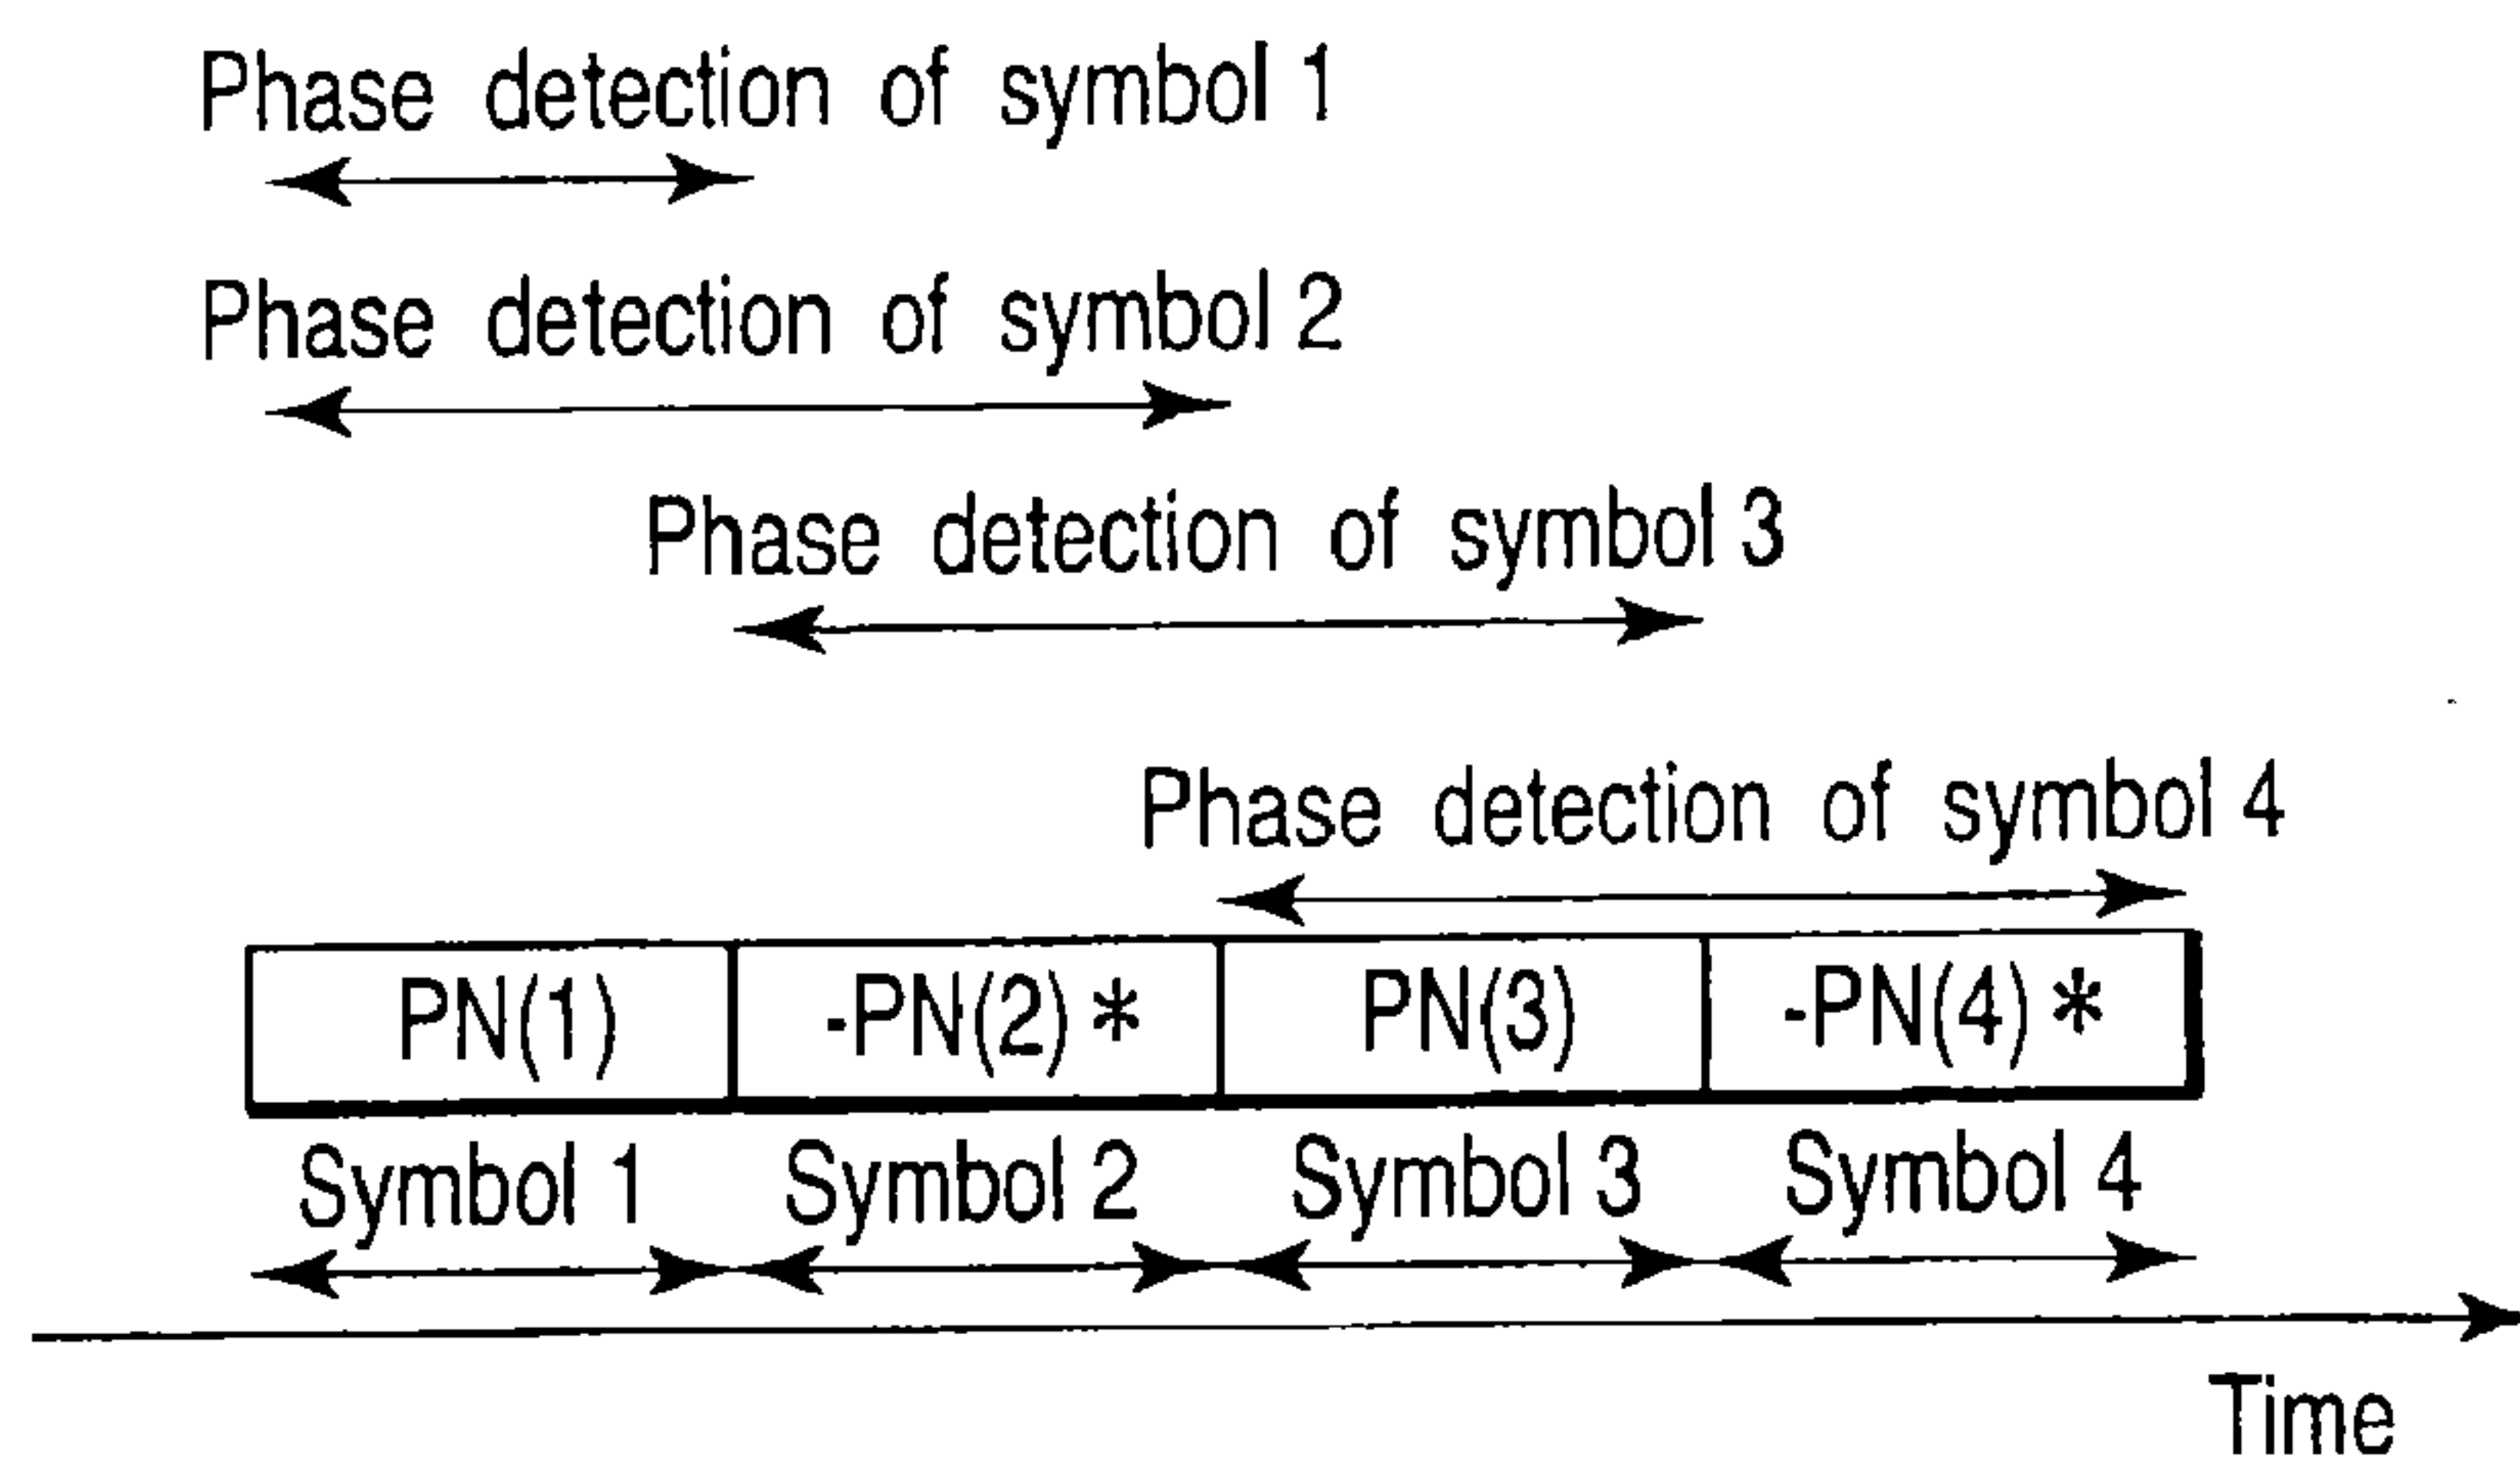 Phase detection of symbol 1
Phase detection of symbol 2
Phase detection of symbol 3
Phase detection of symbol 4
PN(1) -PN(2)* PN(3) -PN(4)*
Symbol 1 Symbol 2 Symbol 3 Symbol 4
Time